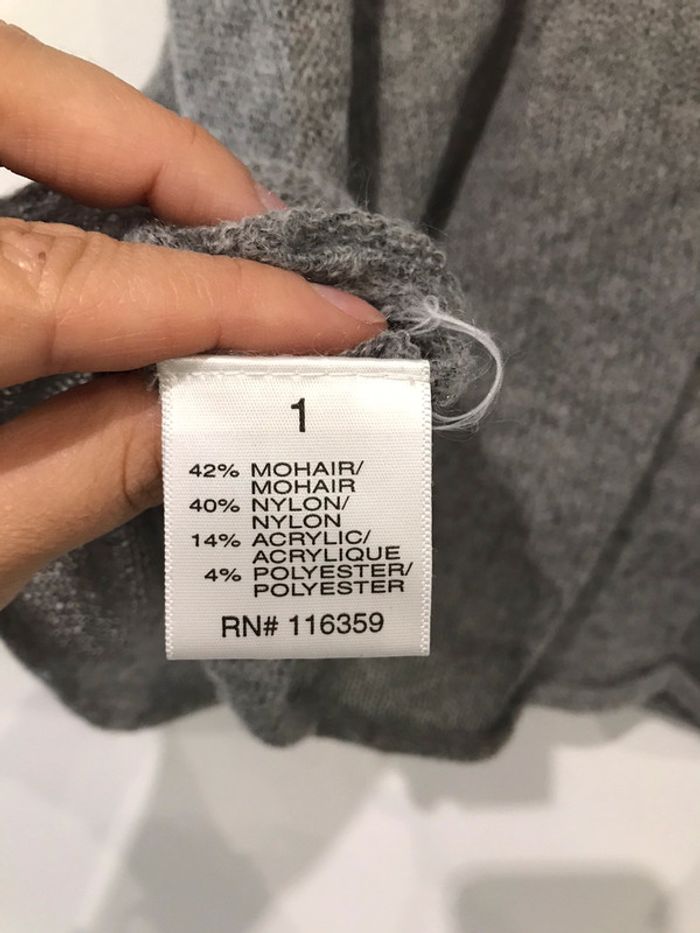 1
42% MOHAIR/
MOHAIR
40% NYLON/
NYLON
14% ACRYLIC/
ACRYLIQUE
4% POLYESTER/
POLYESTER
RN# 116359